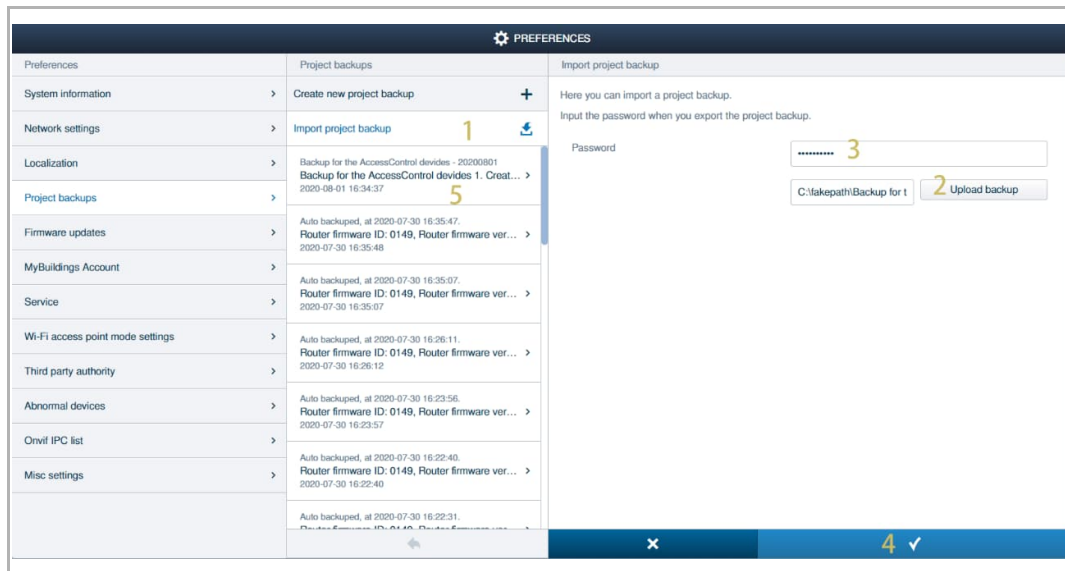 PREFERENCES
Preferences
System information
Network settings
Localization
Project backups
Firmware updates
MyBuildings Account
Service
Wi-Fi access point mode settings
Third party authority
Abnormal devices
Onvif IPC list
Misc settings
Project backups
Create new project backup
Import project backup 1
Backup for the AccessControl devides - 20200801
Backup for the AccessControl devides 1. Creat...
2020-08-01 16:34:37 5
Auto backuped, at 2020-07-30 16:35:47.
Router firmware ID: 0149, Router firmware ver...
2020-07-30 16:35:48
Auto backuped, at 2020-07-30 16:35:07.
Router firmware ID: 0149, Router firmware ver...
2020-07-30 16:35:07
Auto backuped, at 2020-07-30 16:26:11.
Router firmware ID: 0149, Router firmware ver...
2020-07-30 16:26:12
Auto backuped, at 2020-07-30 16:23:56.
Router firmware ID: 0149, Router firmware ver...
2020-07-30 16:23:57
Auto backuped, at 2020-07-30 16:22:40.
Router firmware ID: 0149, Router firmware ver...
2020-07-30 16:22:40
Auto backuped, at 2020-07-30 16:22:31.
Import project backup
Here you can import a project backup.
Input the password when you export the project backup.
Password 3
C:\fakepath\Backup for t 2 Upload backup
4